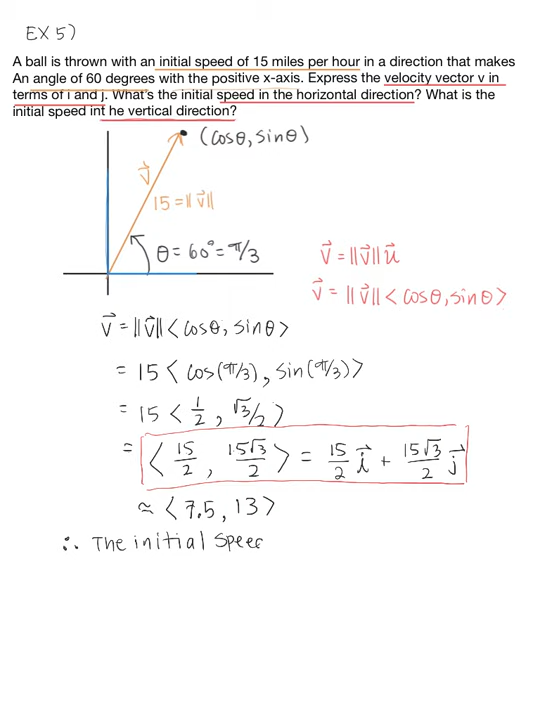 EX 5)
A ball is thrown with an initial speed of 15 miles per hour in a direction that makes
An angle of 60 degrees with the positive x-axis. Express the velocity vector v in
terms of i and j. What's the initial speed in the horizontal direction? What is the
initial speed int he vertical direction?
(cosθ, sinθ)
v⃗
15 = ||v⃗||
θ = 60° = π/3
v⃗ = ||v⃗|| u⃗
v⃗ = ||v⃗|| < cosθ, sinθ >
v⃗ = ||v⃗|| < cosθ, sinθ >
= 15 < cos(π/3), sin(π/3) >
= 15 < 1/2, √3/2 >
= < 15/2, 15√3/2 > = 15/2 i⃗ + 15√3/2 j⃗
≈ < 7.5, 13 >
∴ The initial speed